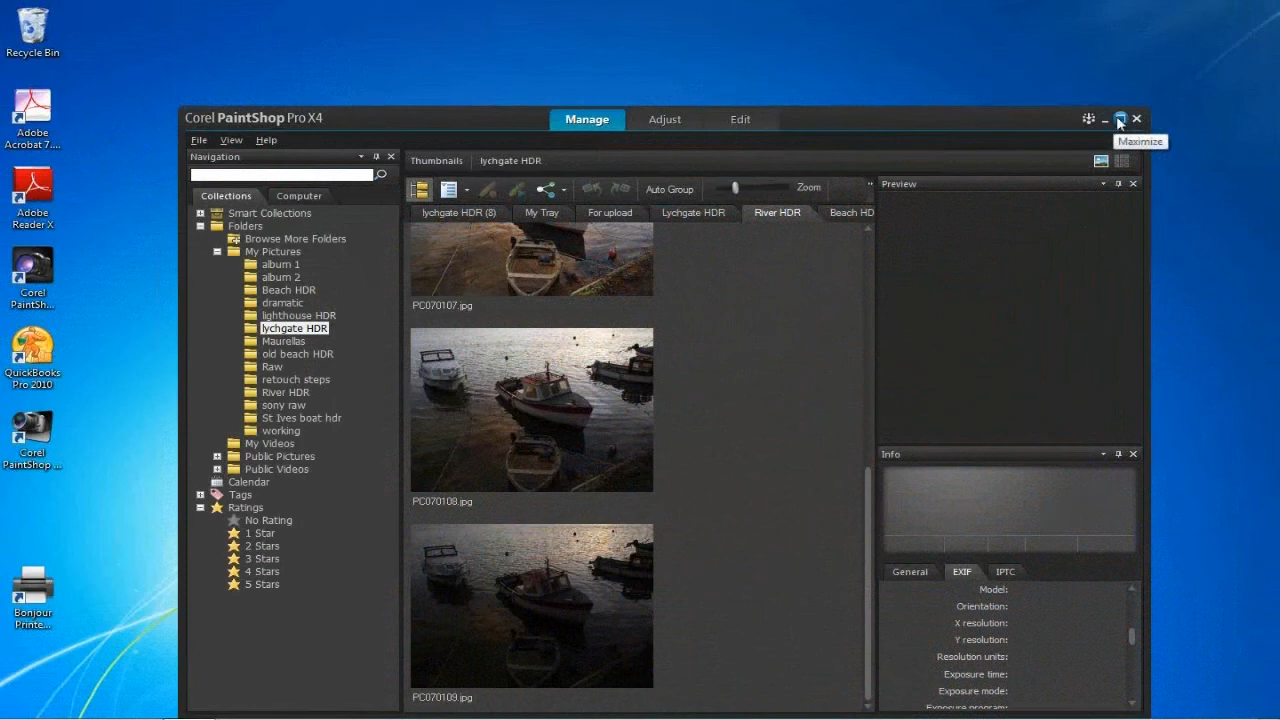 Recycle Bin
Adobe
Acrobat 7....
Adobe
Reader X
Corel
PaintSh...
QuickBooks
Pro 2010
Corel
PaintShop ...
Bonjour
Printe...
Corel PaintShop Pro X4
Manage
Adjust
Edit
Maximize
File View Help
Navigation
Collections
Computer
Smart Collections
Folders
Browse More Folders
My Pictures
album 1
album 2
Beach HDR
dramatic
lighthouse HDR
lychgate HDR
Maurellas
old beach HDR
Raw
retouch steps
River HDR
sony raw
St Ives boat hdr
working
My Videos
Public Pictures
Public Videos
Calendar
Tags
Ratings
No Rating
1 Star
2 Stars
3 Stars
4 Stars
5 Stars
Thumbnails lychgate HDR
Auto Group
Zoom
lychgate HDR (8)
My Tray
For upload
Lychgate HDR
River HDR
Beach HD
PC070107.jpg
PC070108.jpg
PC070109.jpg
Preview
Info
General
EXIF
IPTC
Model:
Orientation:
X resolution:
Y resolution:
Resolution units:
Exposure time:
Exposure mode:
Exposure program: